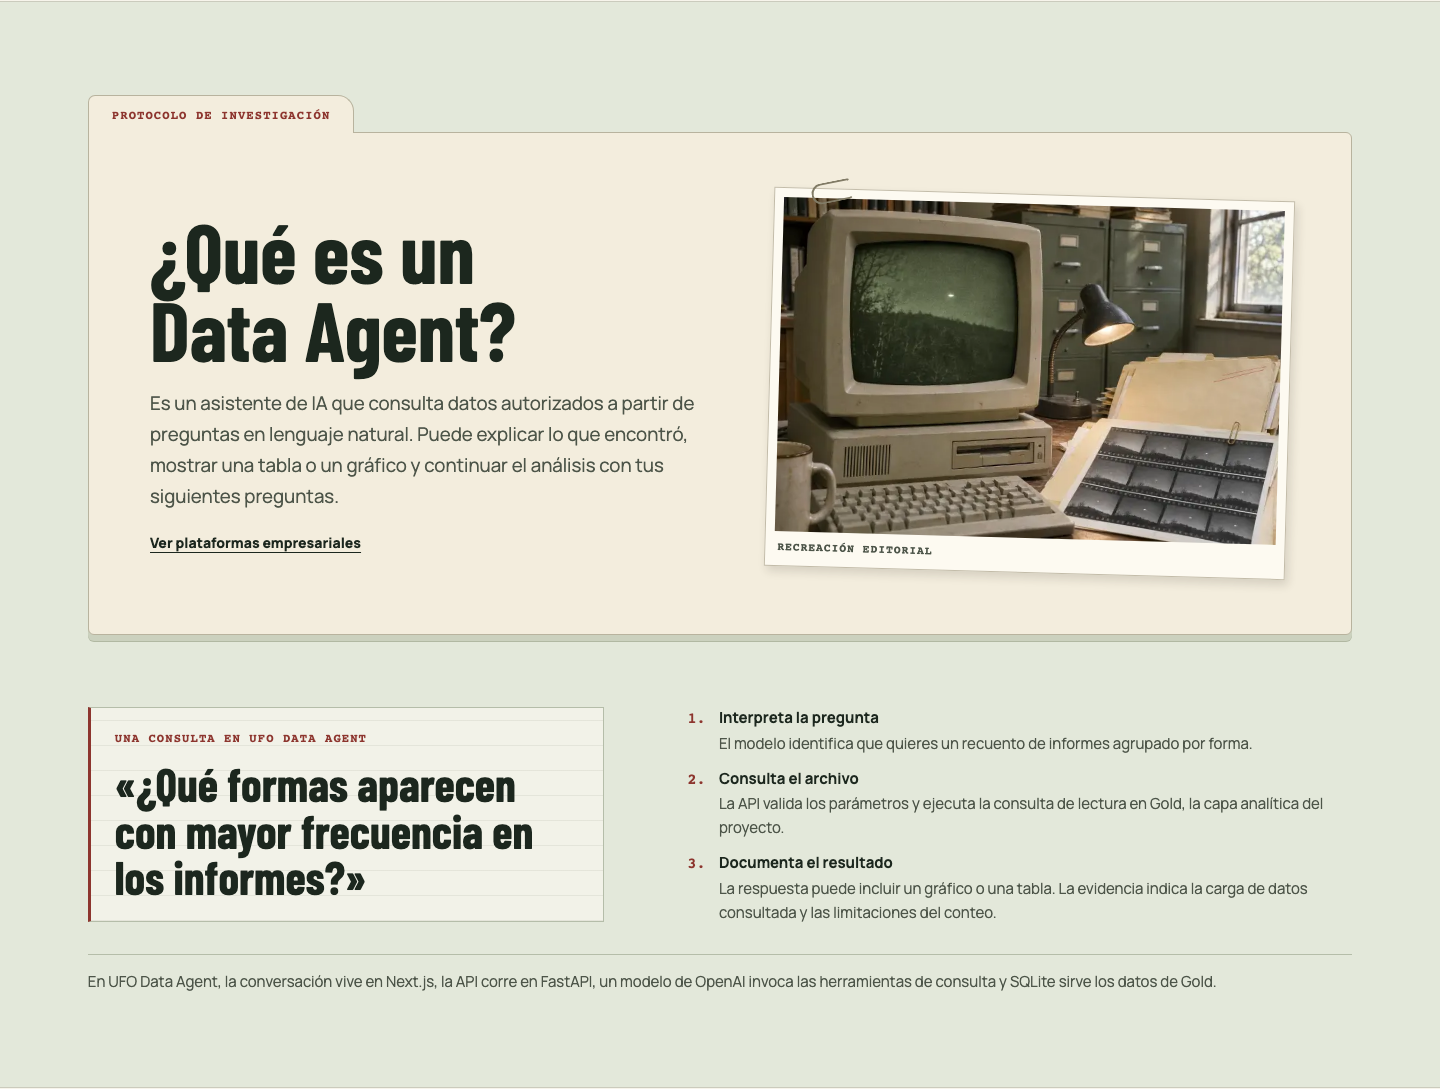 PROTOCOLO DE INVESTIGACIÓN
¿Qué es un
Data Agent?
Es un asistente de IA que consulta datos autorizados a partir de
preguntas en lenguaje natural. Puede explicar lo que encontró,
mostrar una tabla o un gráfico y continuar el análisis con tus
siguientes preguntas.
Ver plataformas empresariales
RECREACIÓN EDITORIAL
UNA CONSULTA EN UFO DATA AGENT
«¿Qué formas aparecen
con mayor frecuencia en
los informes?»
1. Interpreta la pregunta
El modelo identifica que quieres un recuento de informes agrupado por forma.
2. Consulta el archivo
La API valida los parámetros y ejecuta la consulta de lectura en Gold, la capa analítica del
proyecto.
3. Documenta el resultado
La respuesta puede incluir un gráfico o una tabla. La evidencia indica la carga de datos
consultada y las limitaciones del conteo.
En UFO Data Agent, la conversación vive en Next.js, la API corre en FastAPI, un modelo de OpenAI invoca las herramientas de consulta y SQLite sirve los datos de Gold.